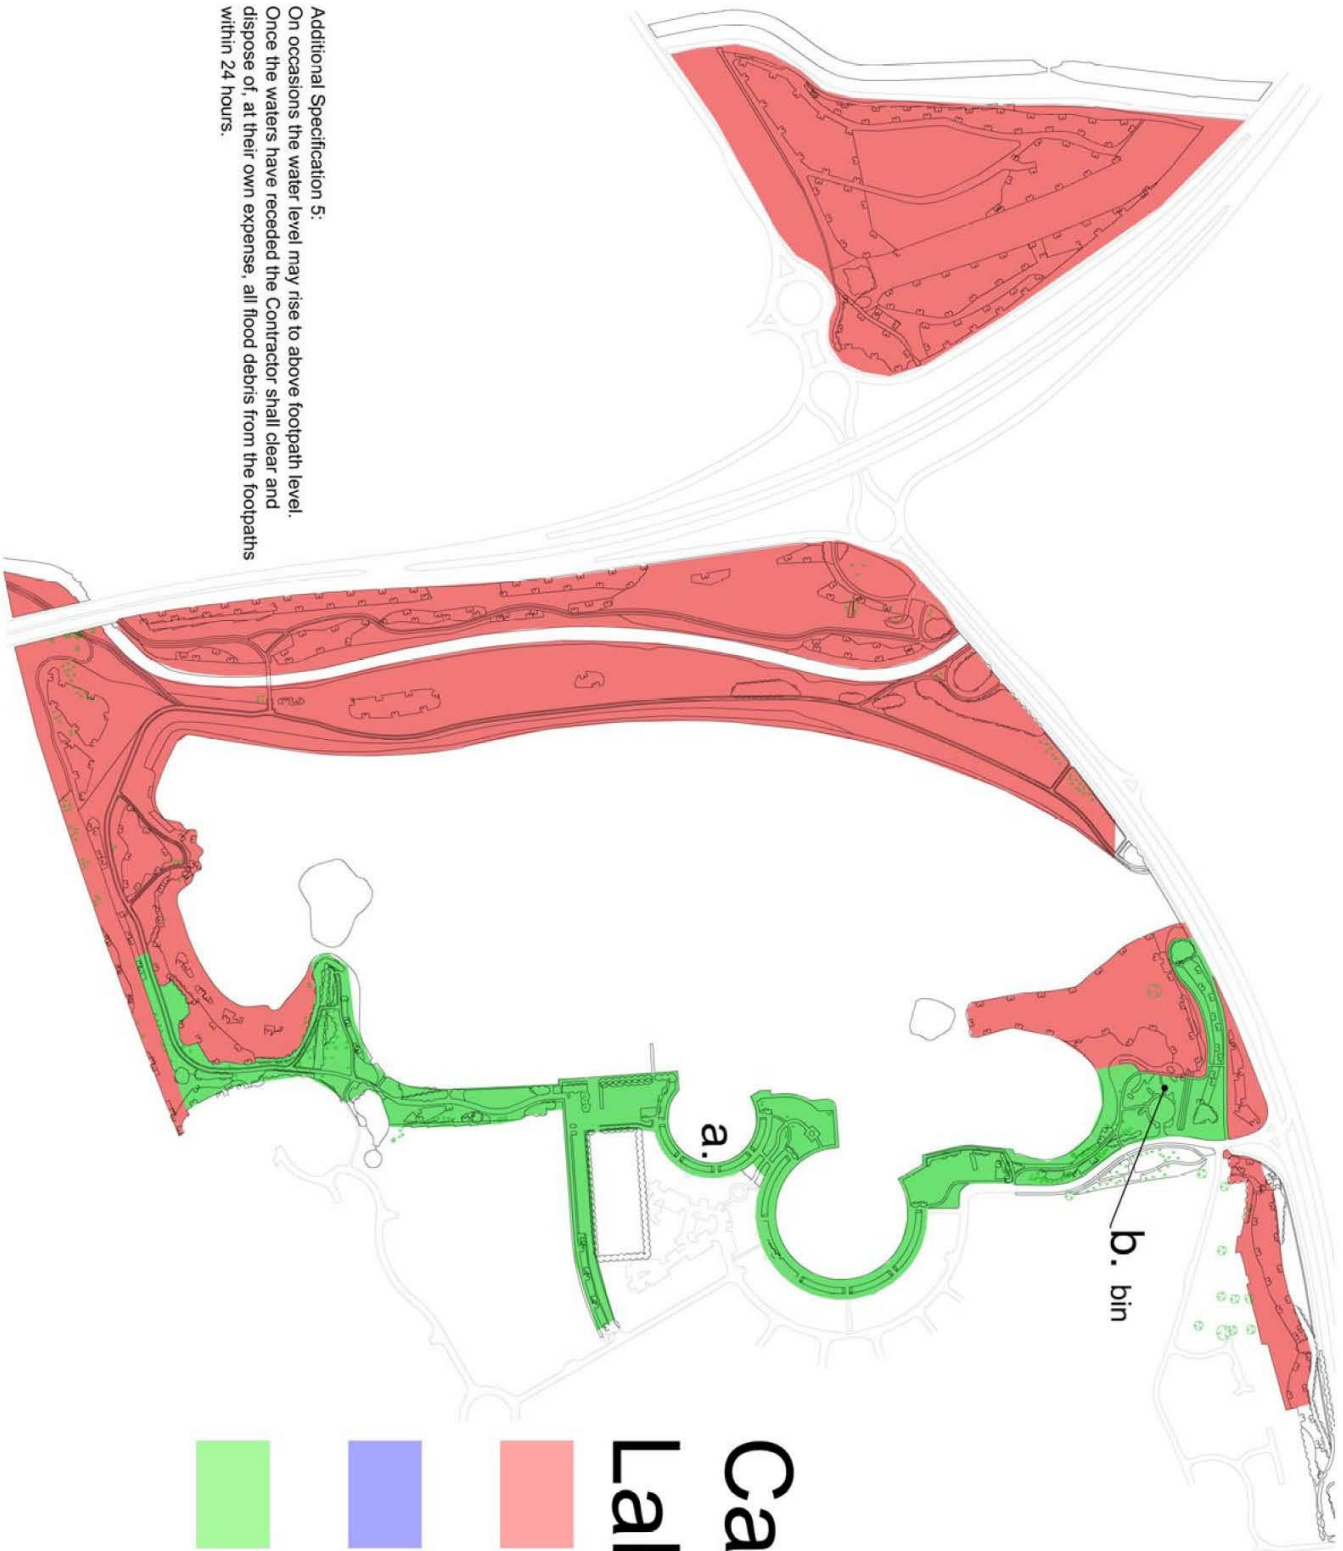 Additional Specification 5:
On occasions the water level may rise to above footpath level.
Once the waters have receded the Contractor shall clear and
dispose of, at their own expense, all flood debris from the footpaths
within 24 hours.
a.
b. bin
Ca
Lal